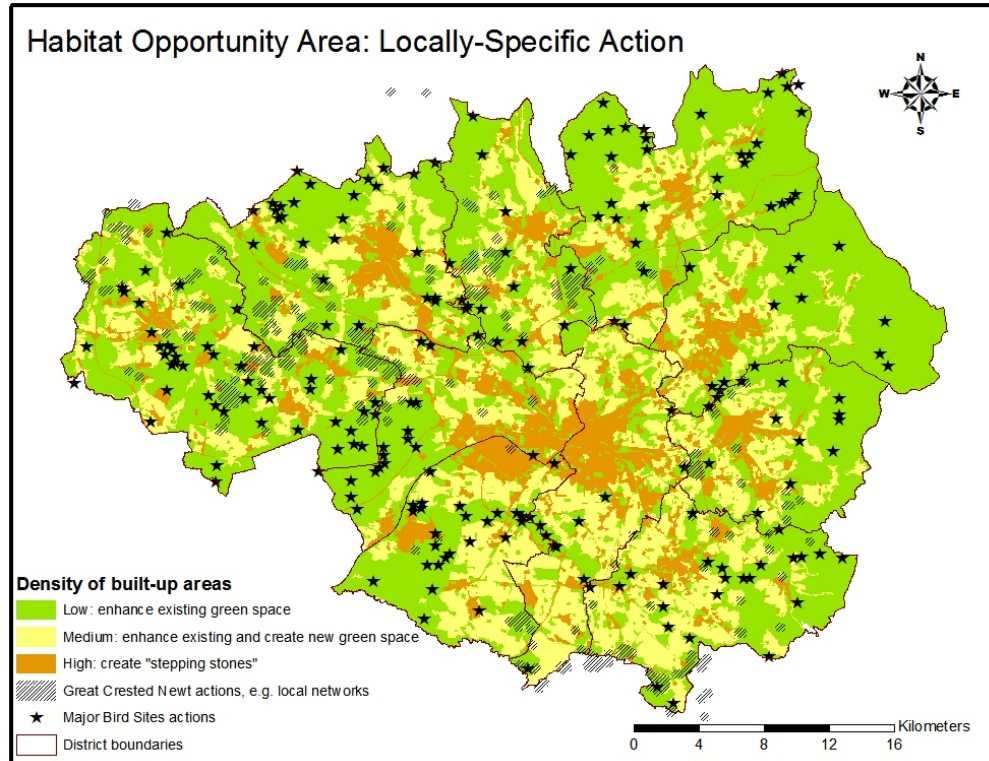 Habitat Opportunity Area: Locally-Specific Action
N
W E
S
Density of built-up areas
Low: enhance existing green space
Medium: enhance existing and create new green space
High: create "stepping stones"
Great Crested Newt actions, e.g. local networks
Major Bird Sites actions
District boundaries
Kilometers
0 4 8 12 16